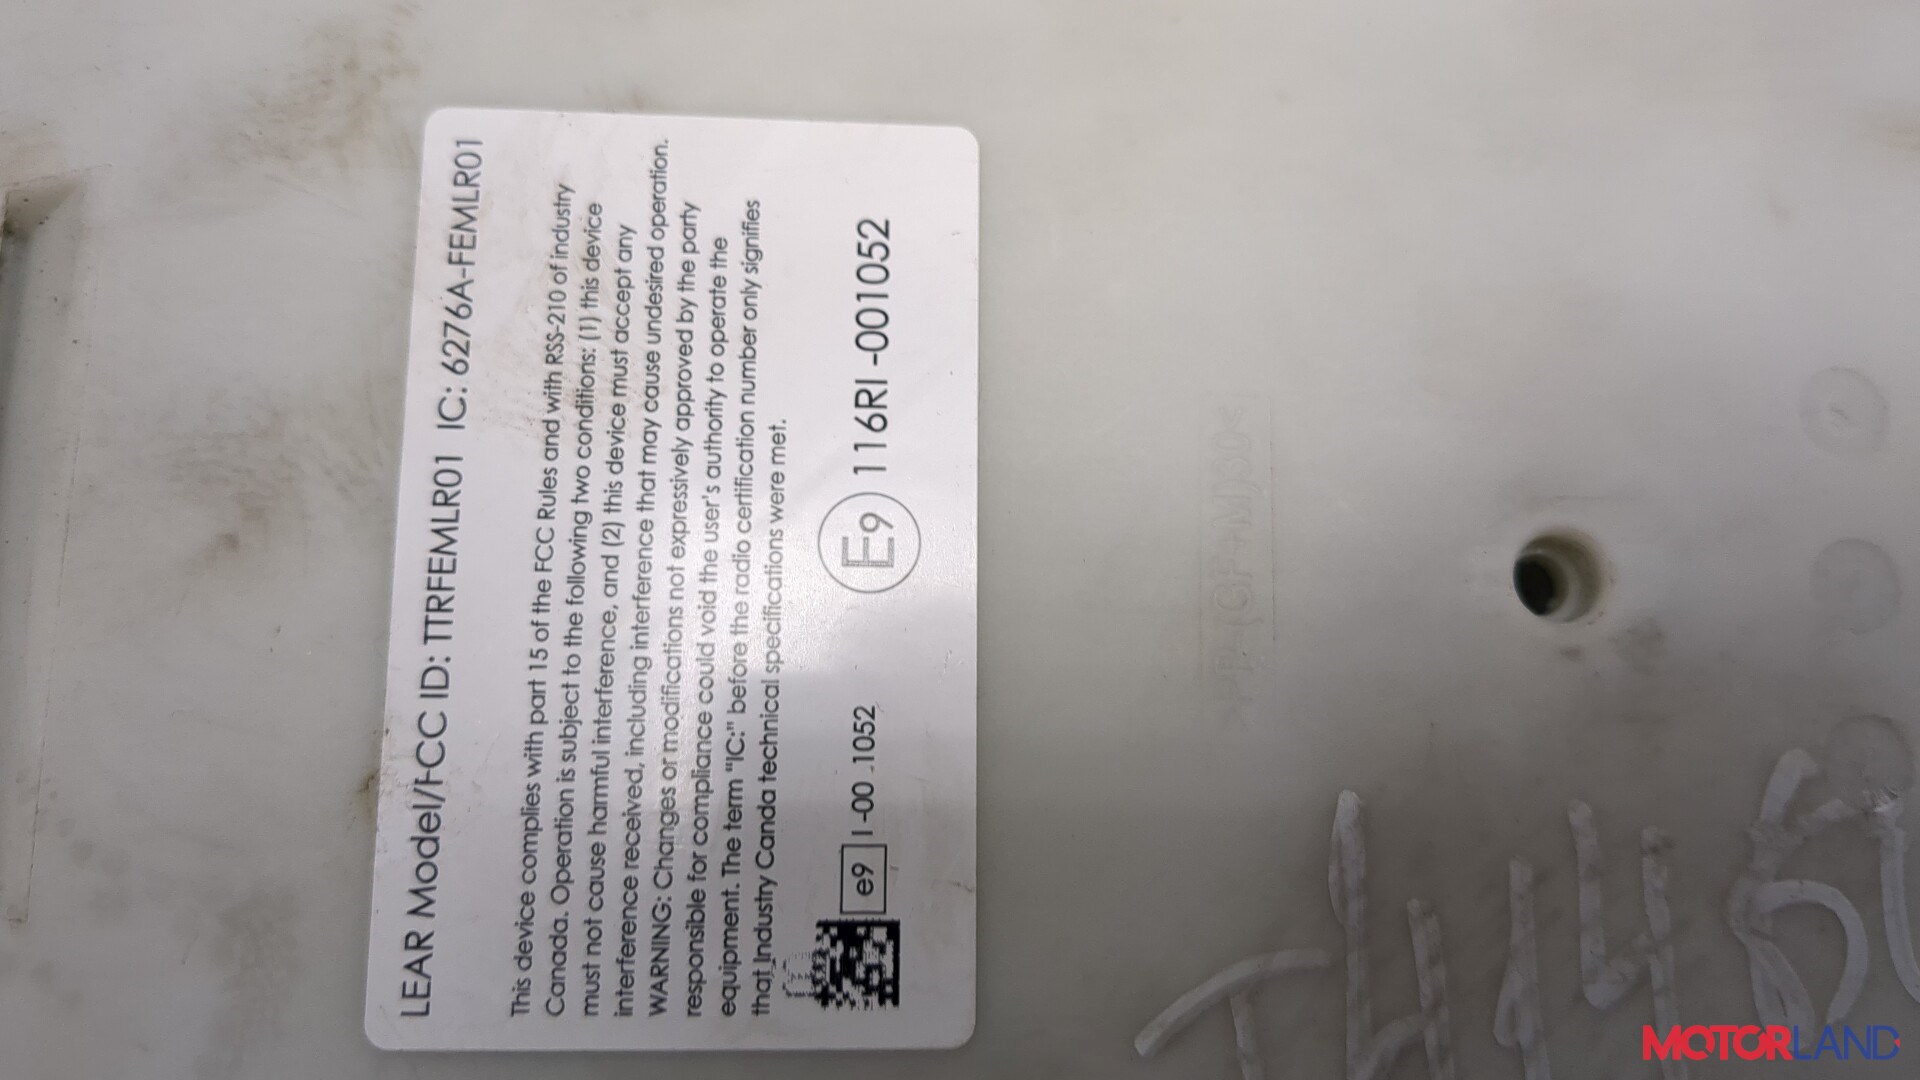 LEAR Model/FCC ID: TTRFEMLR01 IC: 6276A-FEMLR01
This device complies with part 15 of the FCC Rules and with RSS-210 of industry
Canada. Operation is subject to the following two conditions: (1) this device
must not cause harmful interference, and (2) this device must accept any
interference received, including interference that may cause undesired operation.
WARNING: Changes or modifications not expressively approved by the party
responsible for compliance could void the user's authority to operate the
equipment. The term "IC:" before the radio certification number only signifies
that Industry Canda technical specifications were met.
e9 1-00 1052 E9 116RI -001052
MOTORLAND